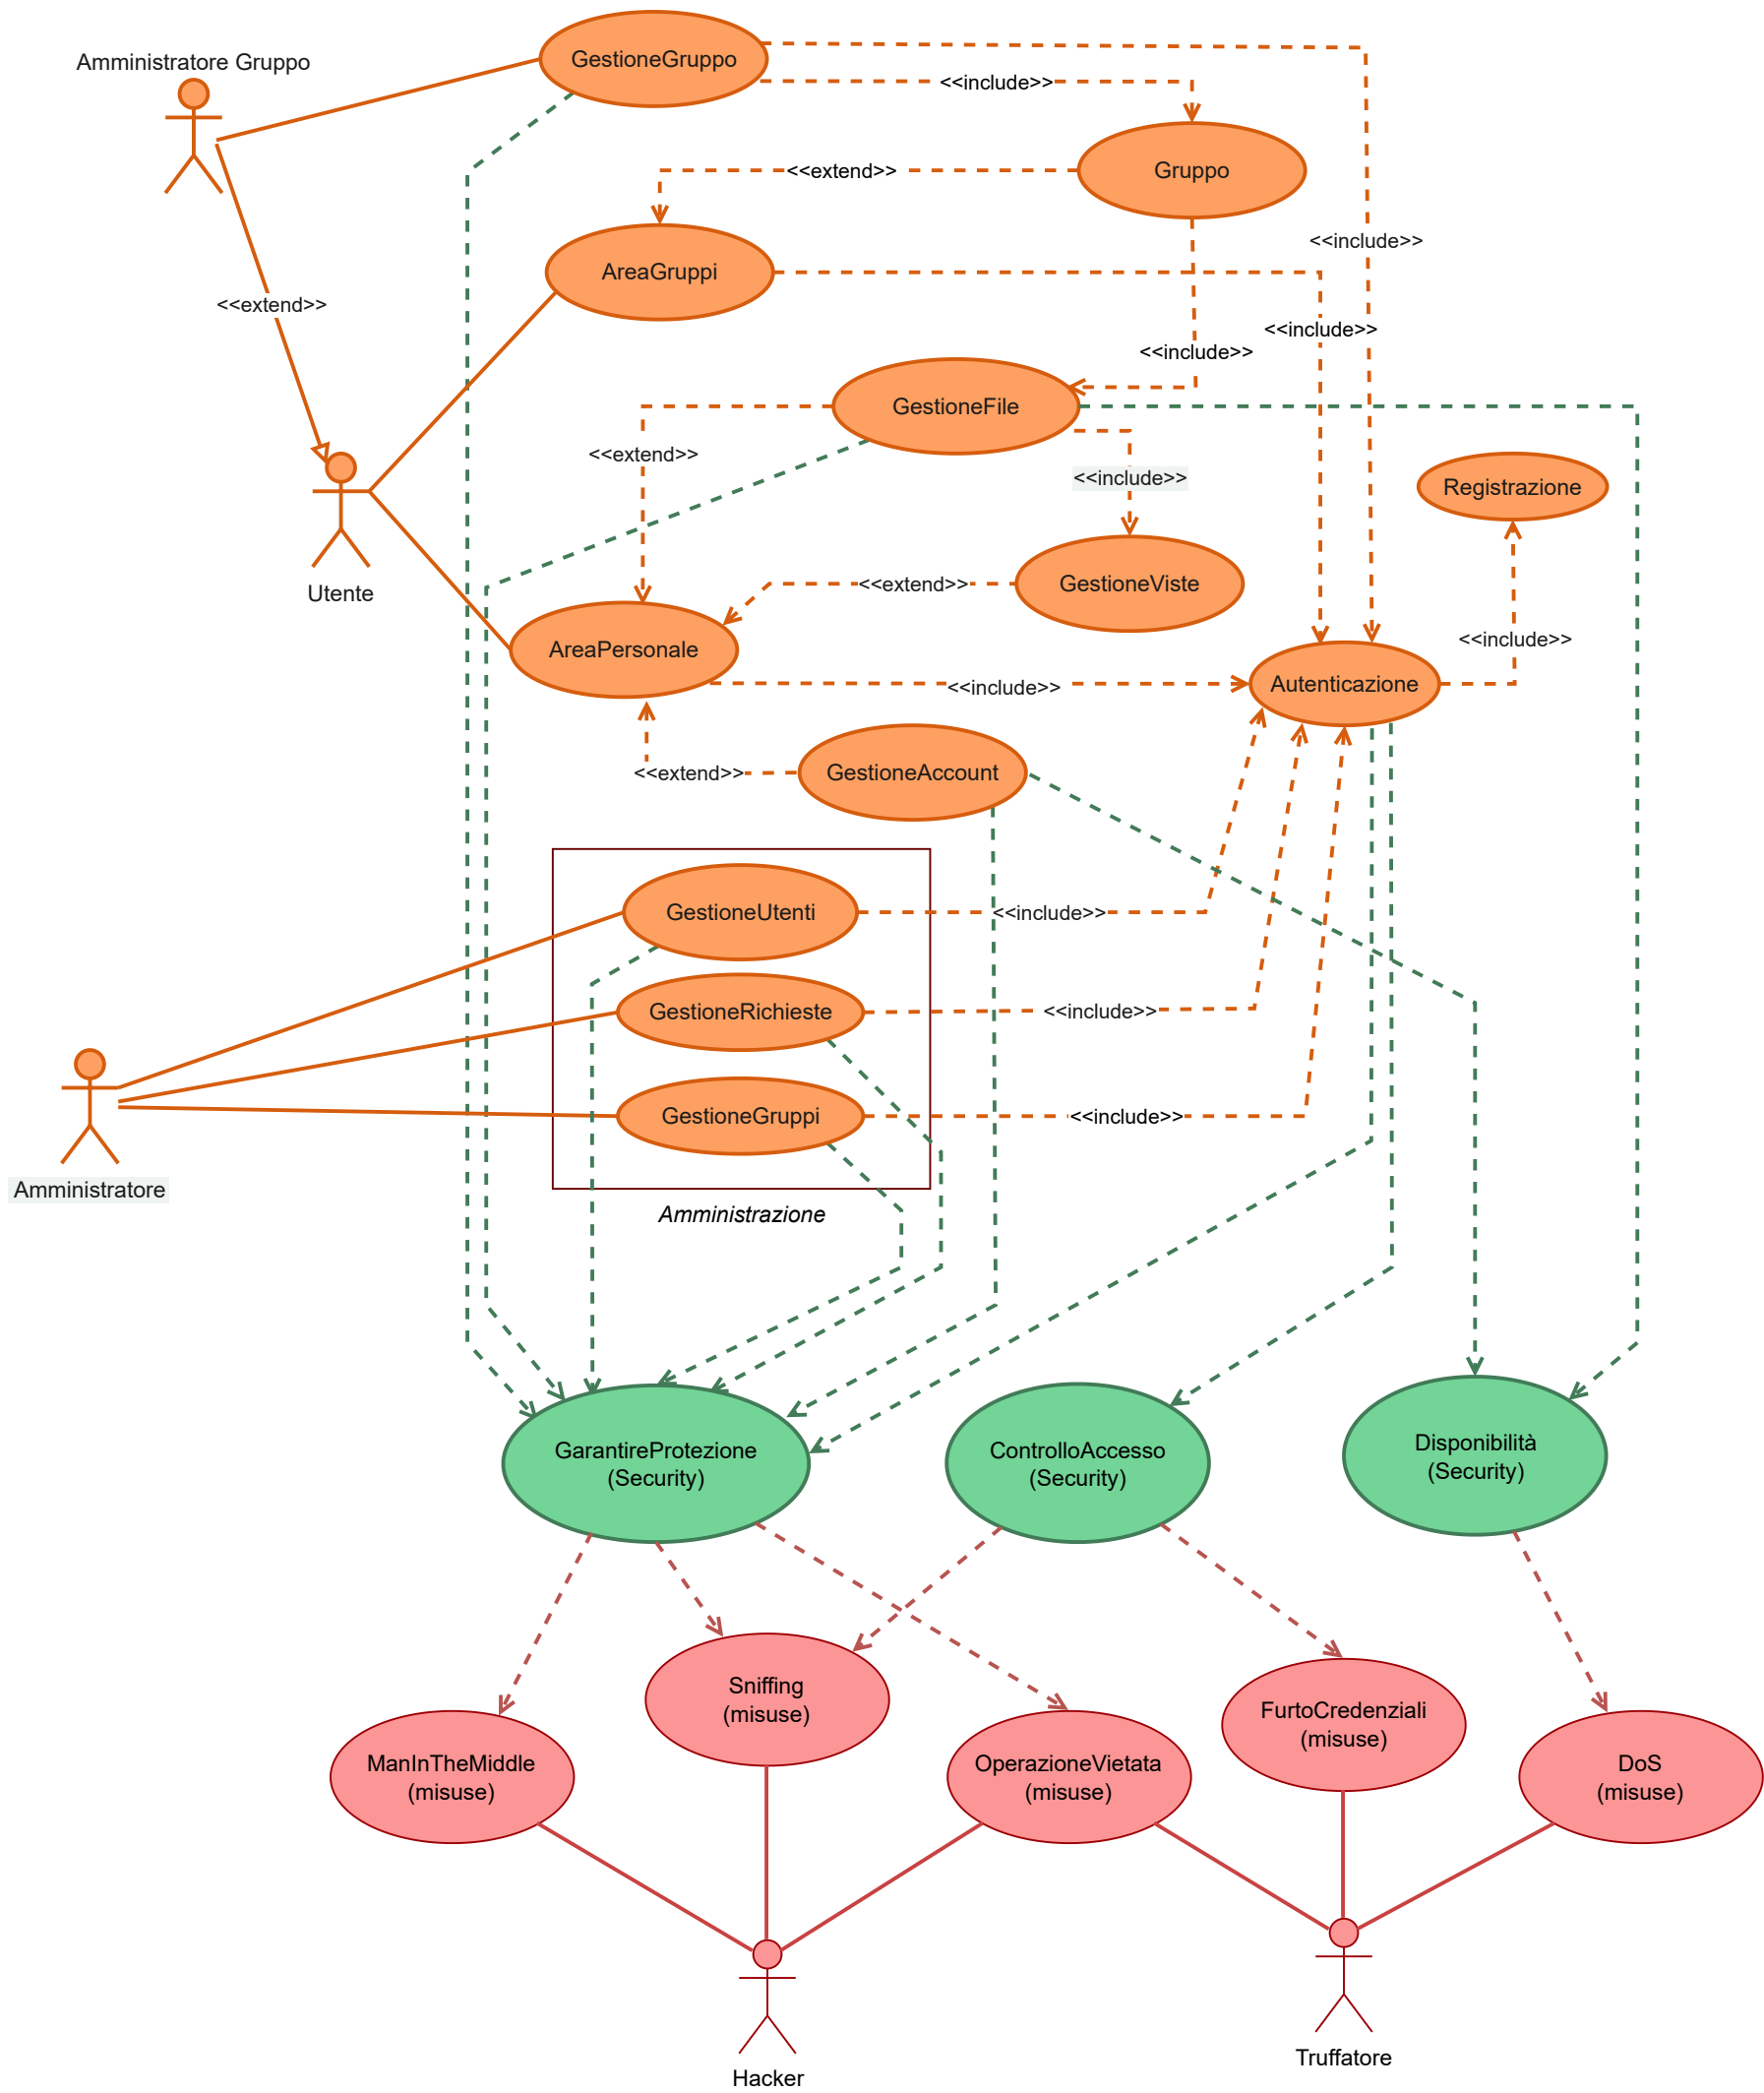 Amministratore Gruppo
GestioneGruppo
<<include>>
Gruppo
<<extend>>
<<include>>
AreaGruppi
<<extend>>
<<include>>
<<include>>
GestioneFile
<<extend>>
<<include>>
Registrazione
Utente
<<extend>>
GestioneViste
AreaPersonale
<<include>>
<<include>>
Autenticazione
<<extend>>
GestioneAccount
GestioneUtenti
<<include>>
GestioneRichieste
<<include>>
GestioneGruppi
<<include>>
Amministratore
Amministrazione
GarantireProtezione
(Security)
ControlloAccesso
(Security)
Disponibilità
(Security)
Sniffing
(misuse)
FurtoCredenziali
(misuse)
ManInTheMiddle
(misuse)
OperazioneVietata
(misuse)
DoS
(misuse)
Truffatore
Hacker